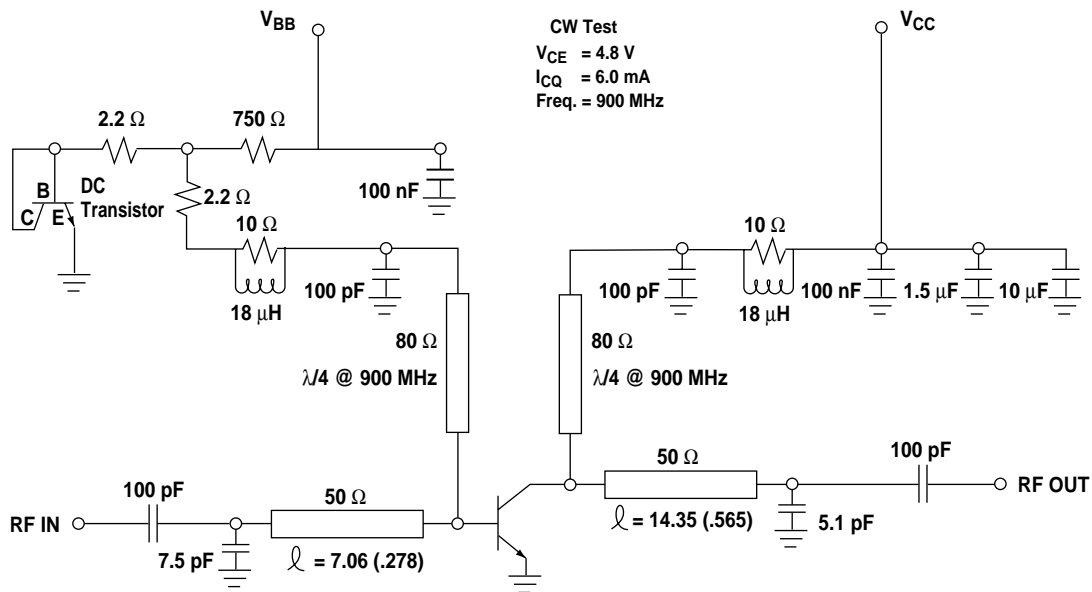 V_BB
CW Test
V_CE = 4.8 V
I_CQ = 6.0 mA
Freq. = 900 MHz
V_CC
2.2 Ω
750 Ω
B
C
E
DC
Transistor
2.2 Ω
100 nF
10 Ω
18 μH
100 pF
10 Ω
100 pF
18 μH
100 nF
1.5 μF
10 μF
80 Ω
λ/4 @ 900 MHz
80 Ω
λ/4 @ 900 MHz
100 pF
50 Ω
50 Ω
100 pF
RF IN
RF OUT
7.5 pF
ℓ = 7.06 (.278)
ℓ = 14.35 (.565)
5.1 pF